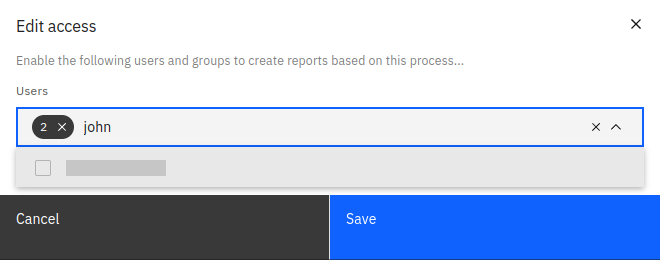 Edit access
Enable the following users and groups to create reports based on this process...
Users
2 john
Cancel
Save